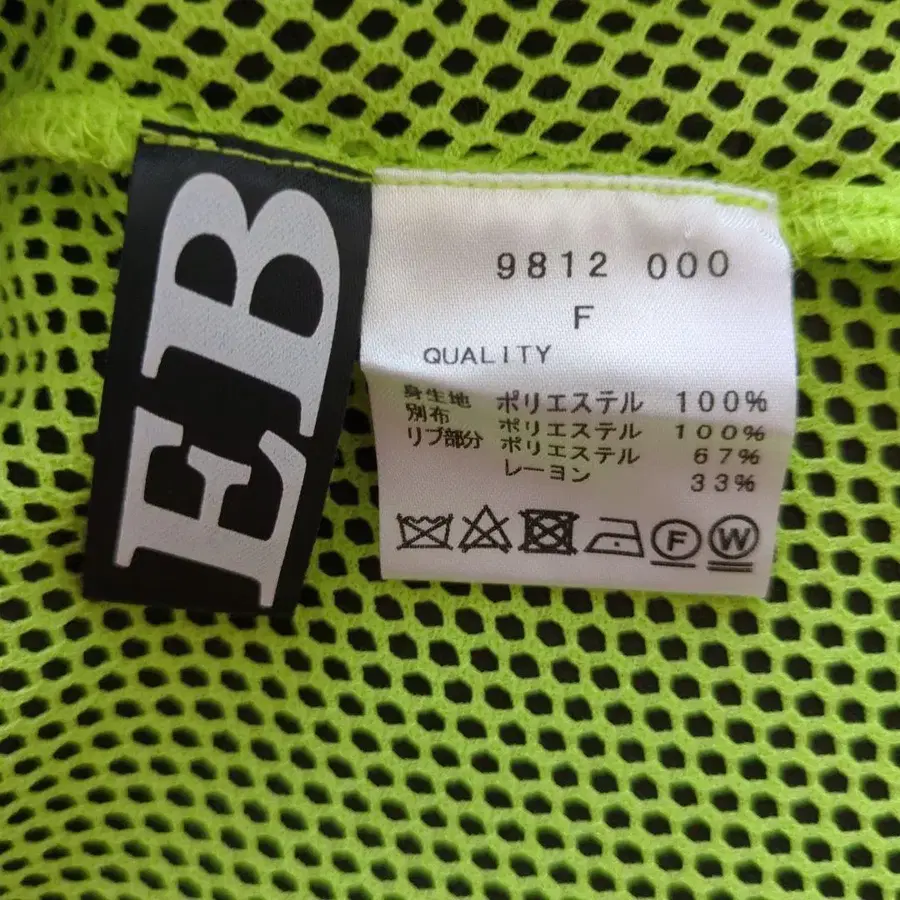 EB
9812 000
F
QUALITY
身生地 ポリエステル 100%
別布 ポリエステル 100%
リブ部分 ポリエステル 67%
レーヨン 33%
F W